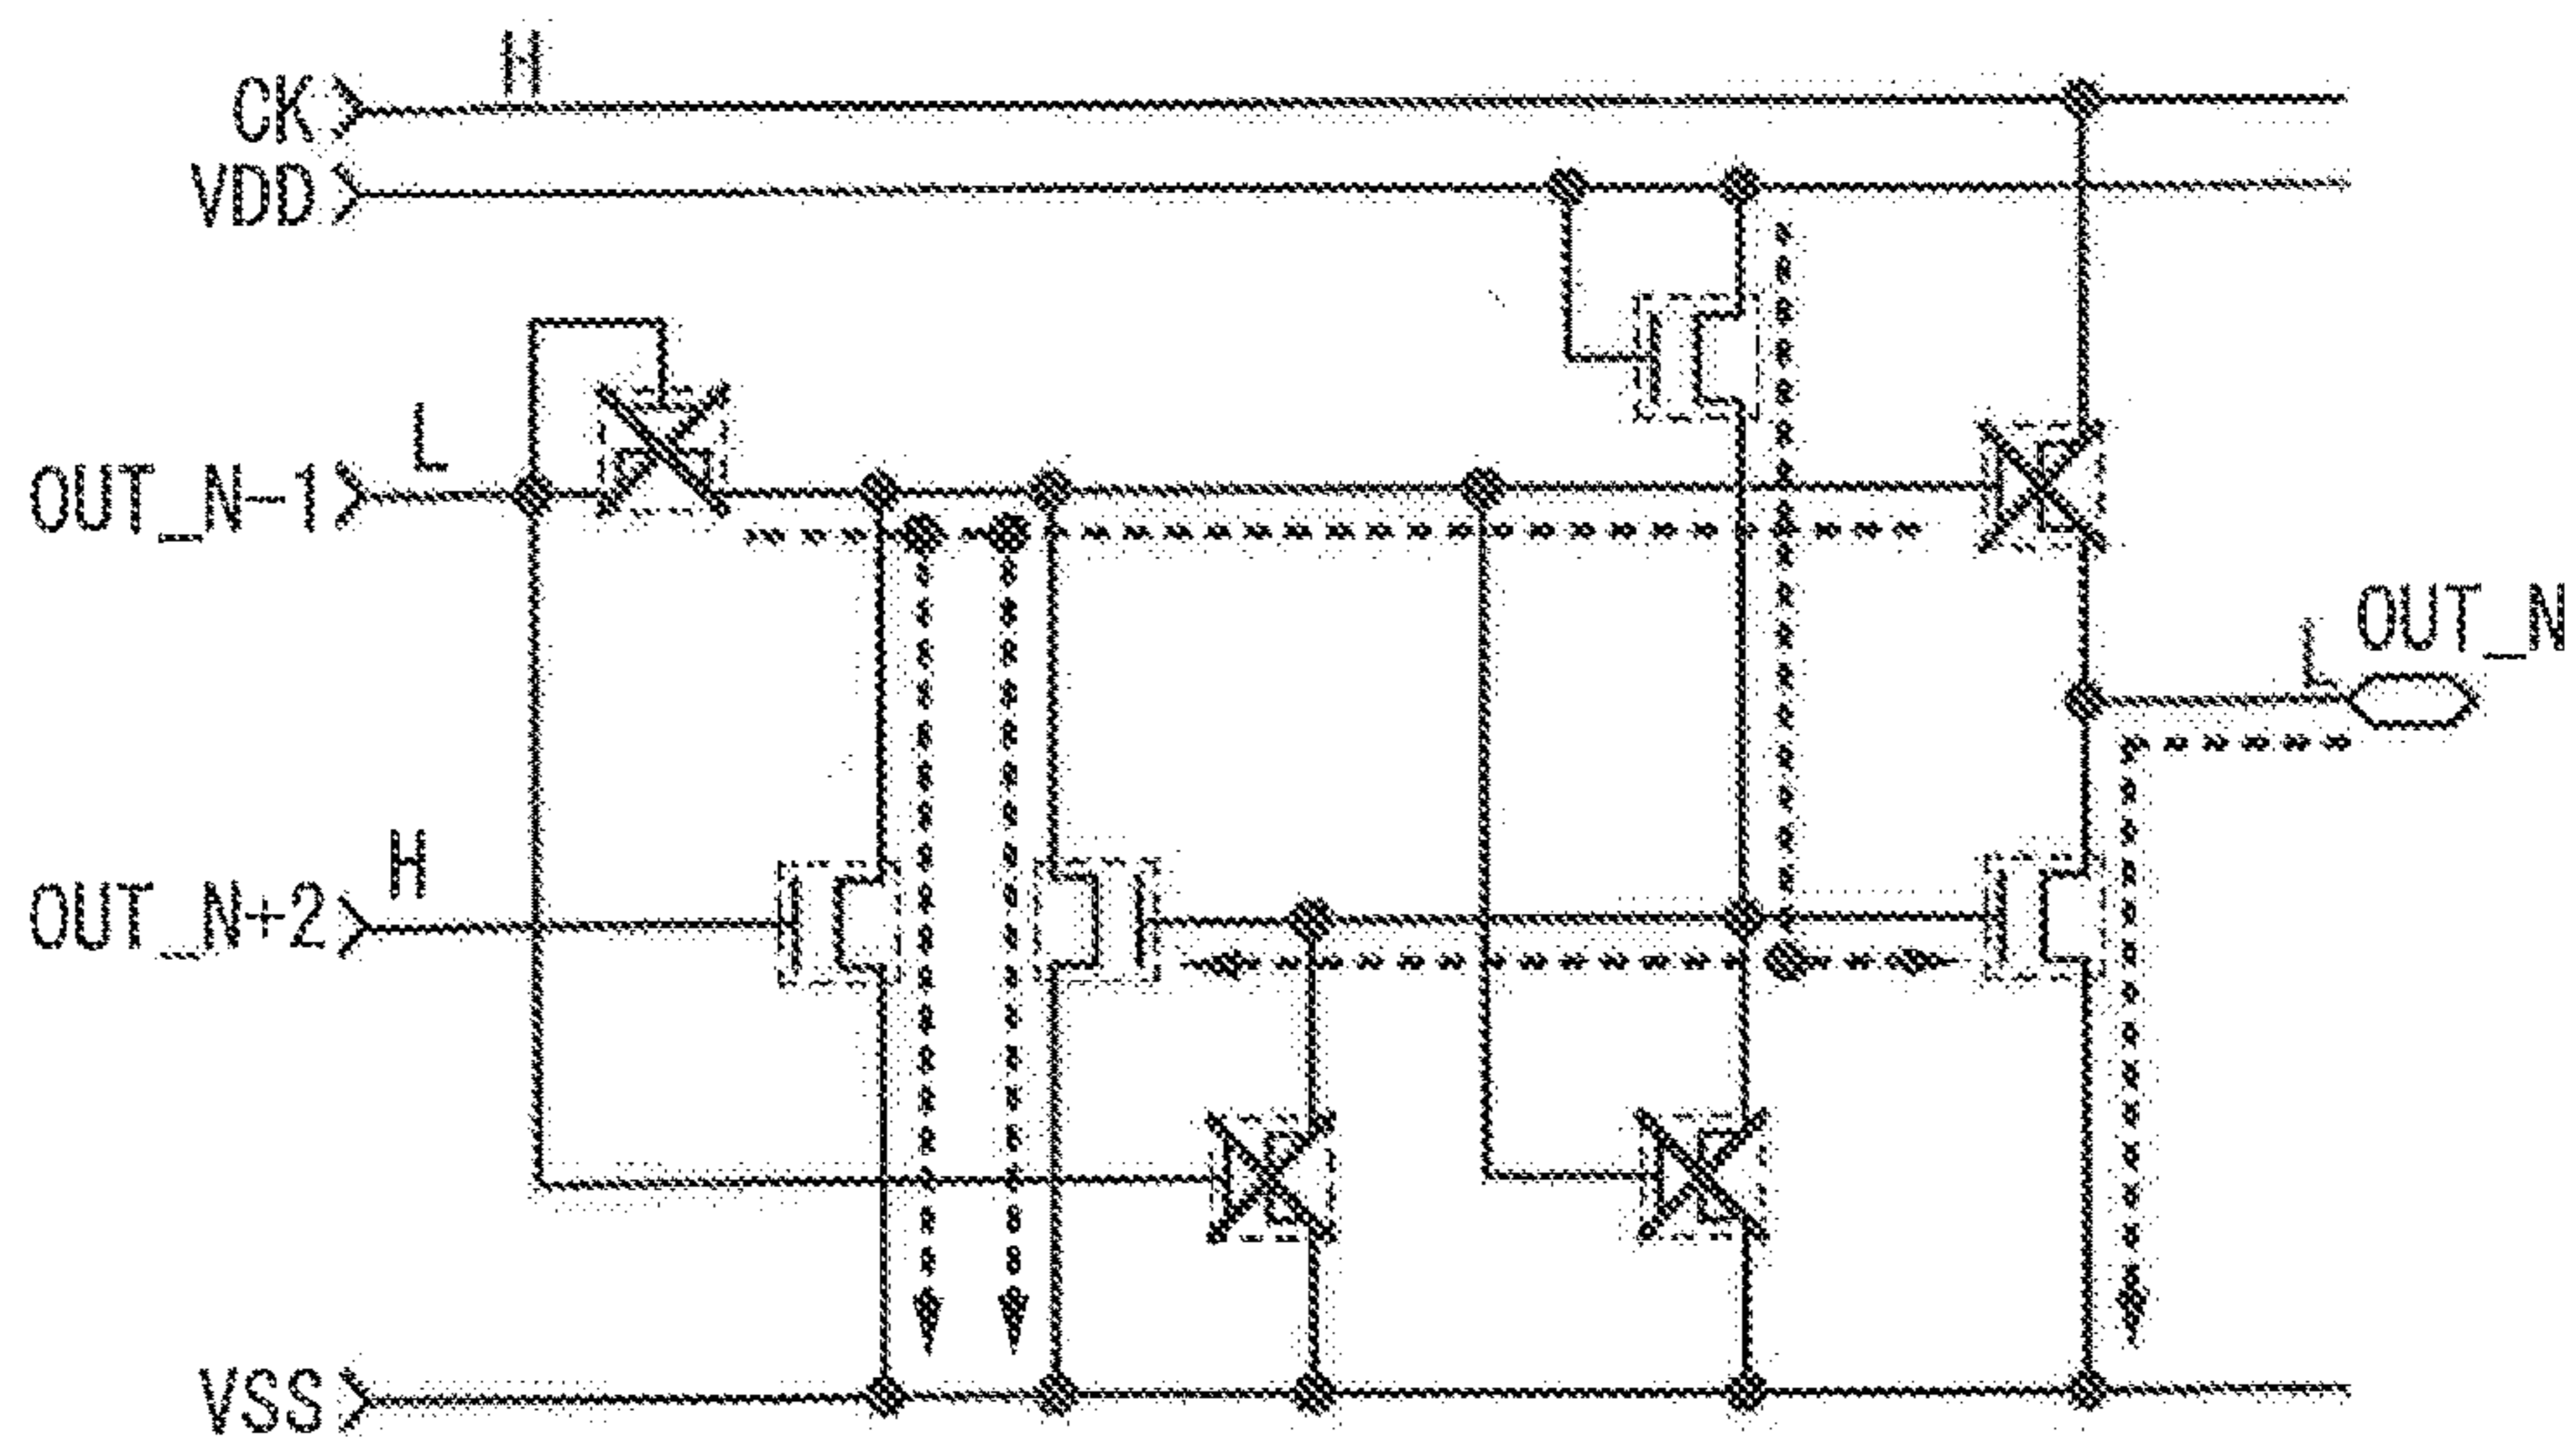 H
CK
VDD
L
OUT_N-1
OUT_N
L
H
OUT_N+2
VSS